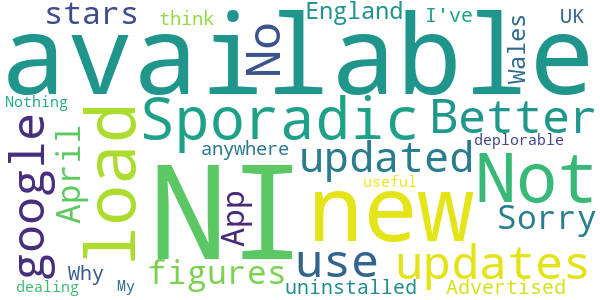 stars
think
England
I've
UK
available
No
Wales
Nothing
google
April
load
Sporadic
Better
deplorable
anywhere
updated
Not
NI
App
new
useful
Sorry
Why
figures
use
updates
dealing
My
uninstalled
Advertised